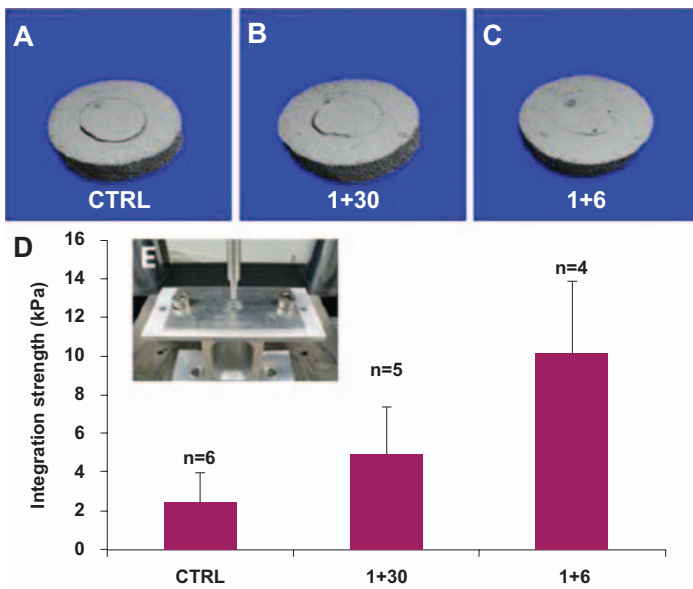 A
B
C
CTRL
1+30
1+6
D
E
Integration strength (kPa)
16
14
12
10
8
6
4
2
0
n=6
n=5
n=4
CTRL
1+30
1+6